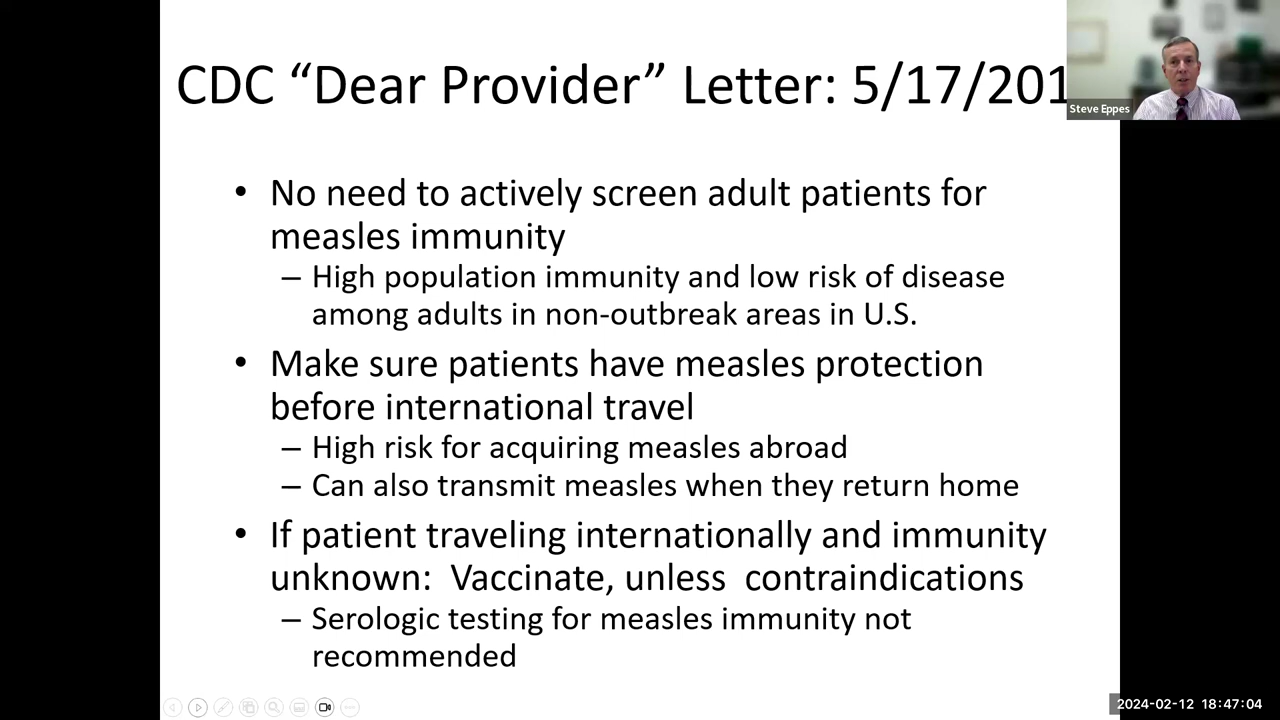 CDC “Dear Provider” Letter: 5/17/201
Steve Eppes
• No need to actively screen adult patients for
measles immunity
– High population immunity and low risk of disease
among adults in non-outbreak areas in U.S.
• Make sure patients have measles protection
before international travel
– High risk for acquiring measles abroad
– Can also transmit measles when they return home
• If patient traveling internationally and immunity
unknown:  Vaccinate, unless  contraindications
– Serologic testing for measles immunity not
recommended
2024-02-12 18:47:04